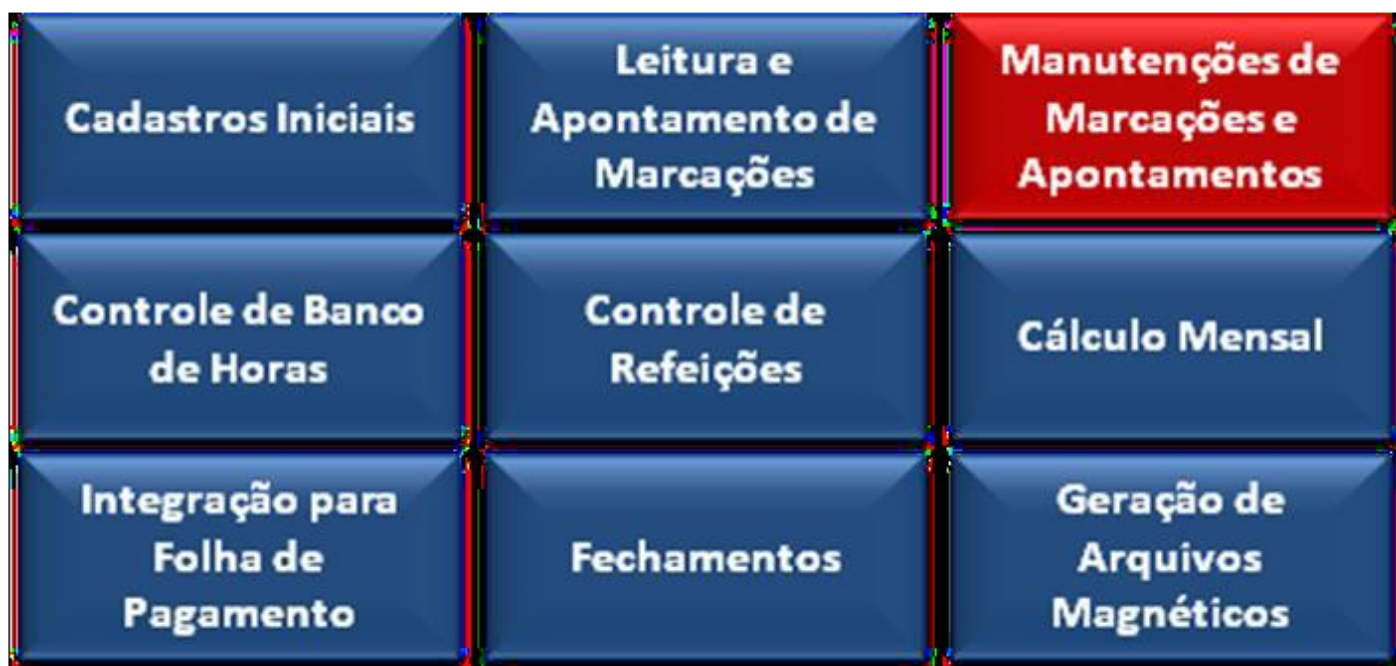 Cadastros Iniciais
Leitura e
Apontamento de
Marcações
Manutenções de
Marcações e
Apontamentos
Controle de Banco
de Horas
Controle de
Refeições
Cálculo Mensal
Integração para
Folha de
Pagamento
Fechamentos
Geração de
Arquivos
Magnéticos